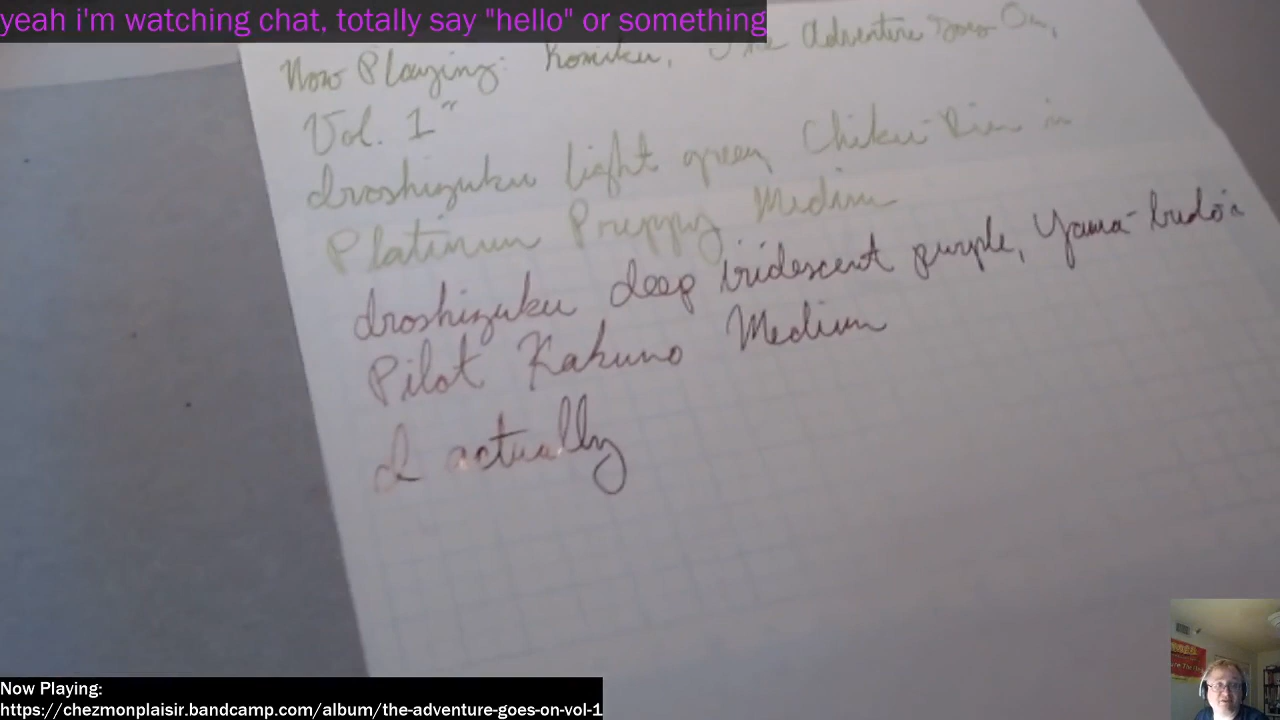 yeah i'm watching chat, totally say "hello" or something
Now Playing: Komiku, "The Adventure Goes On,
Vol. 1"
Iroshizuku light green, Chiku-Rin in
Platinum Preppy Medium
Iroshizuku deep iridescent purple, Yama-budo in
Pilot Kakuno Medium
I actually
Now Playing:
https://chezmonplaisir.bandcamp.com/album/the-adventure-goes-on-vol-1